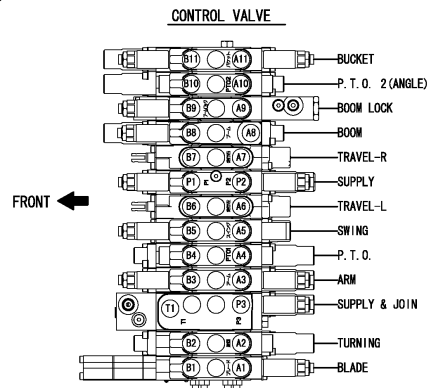 CONTROL VALVE
B11 A11 BUCKET
B10 A10 P.T.O. 2(ANGLE)
B9 A9 BOOM LOCK
B8 A8 BOOM
B7 A7 TRAVEL-R
P1 P2 SUPPLY
FRONT
B6 A6 TRAVEL-L
B5 A5 SWING
B4 A4 P.T.O.
B3 A3 ARM
T1 P3 SUPPLY & JOIN
B2 A2 TURNING
B1 A1 BLADE